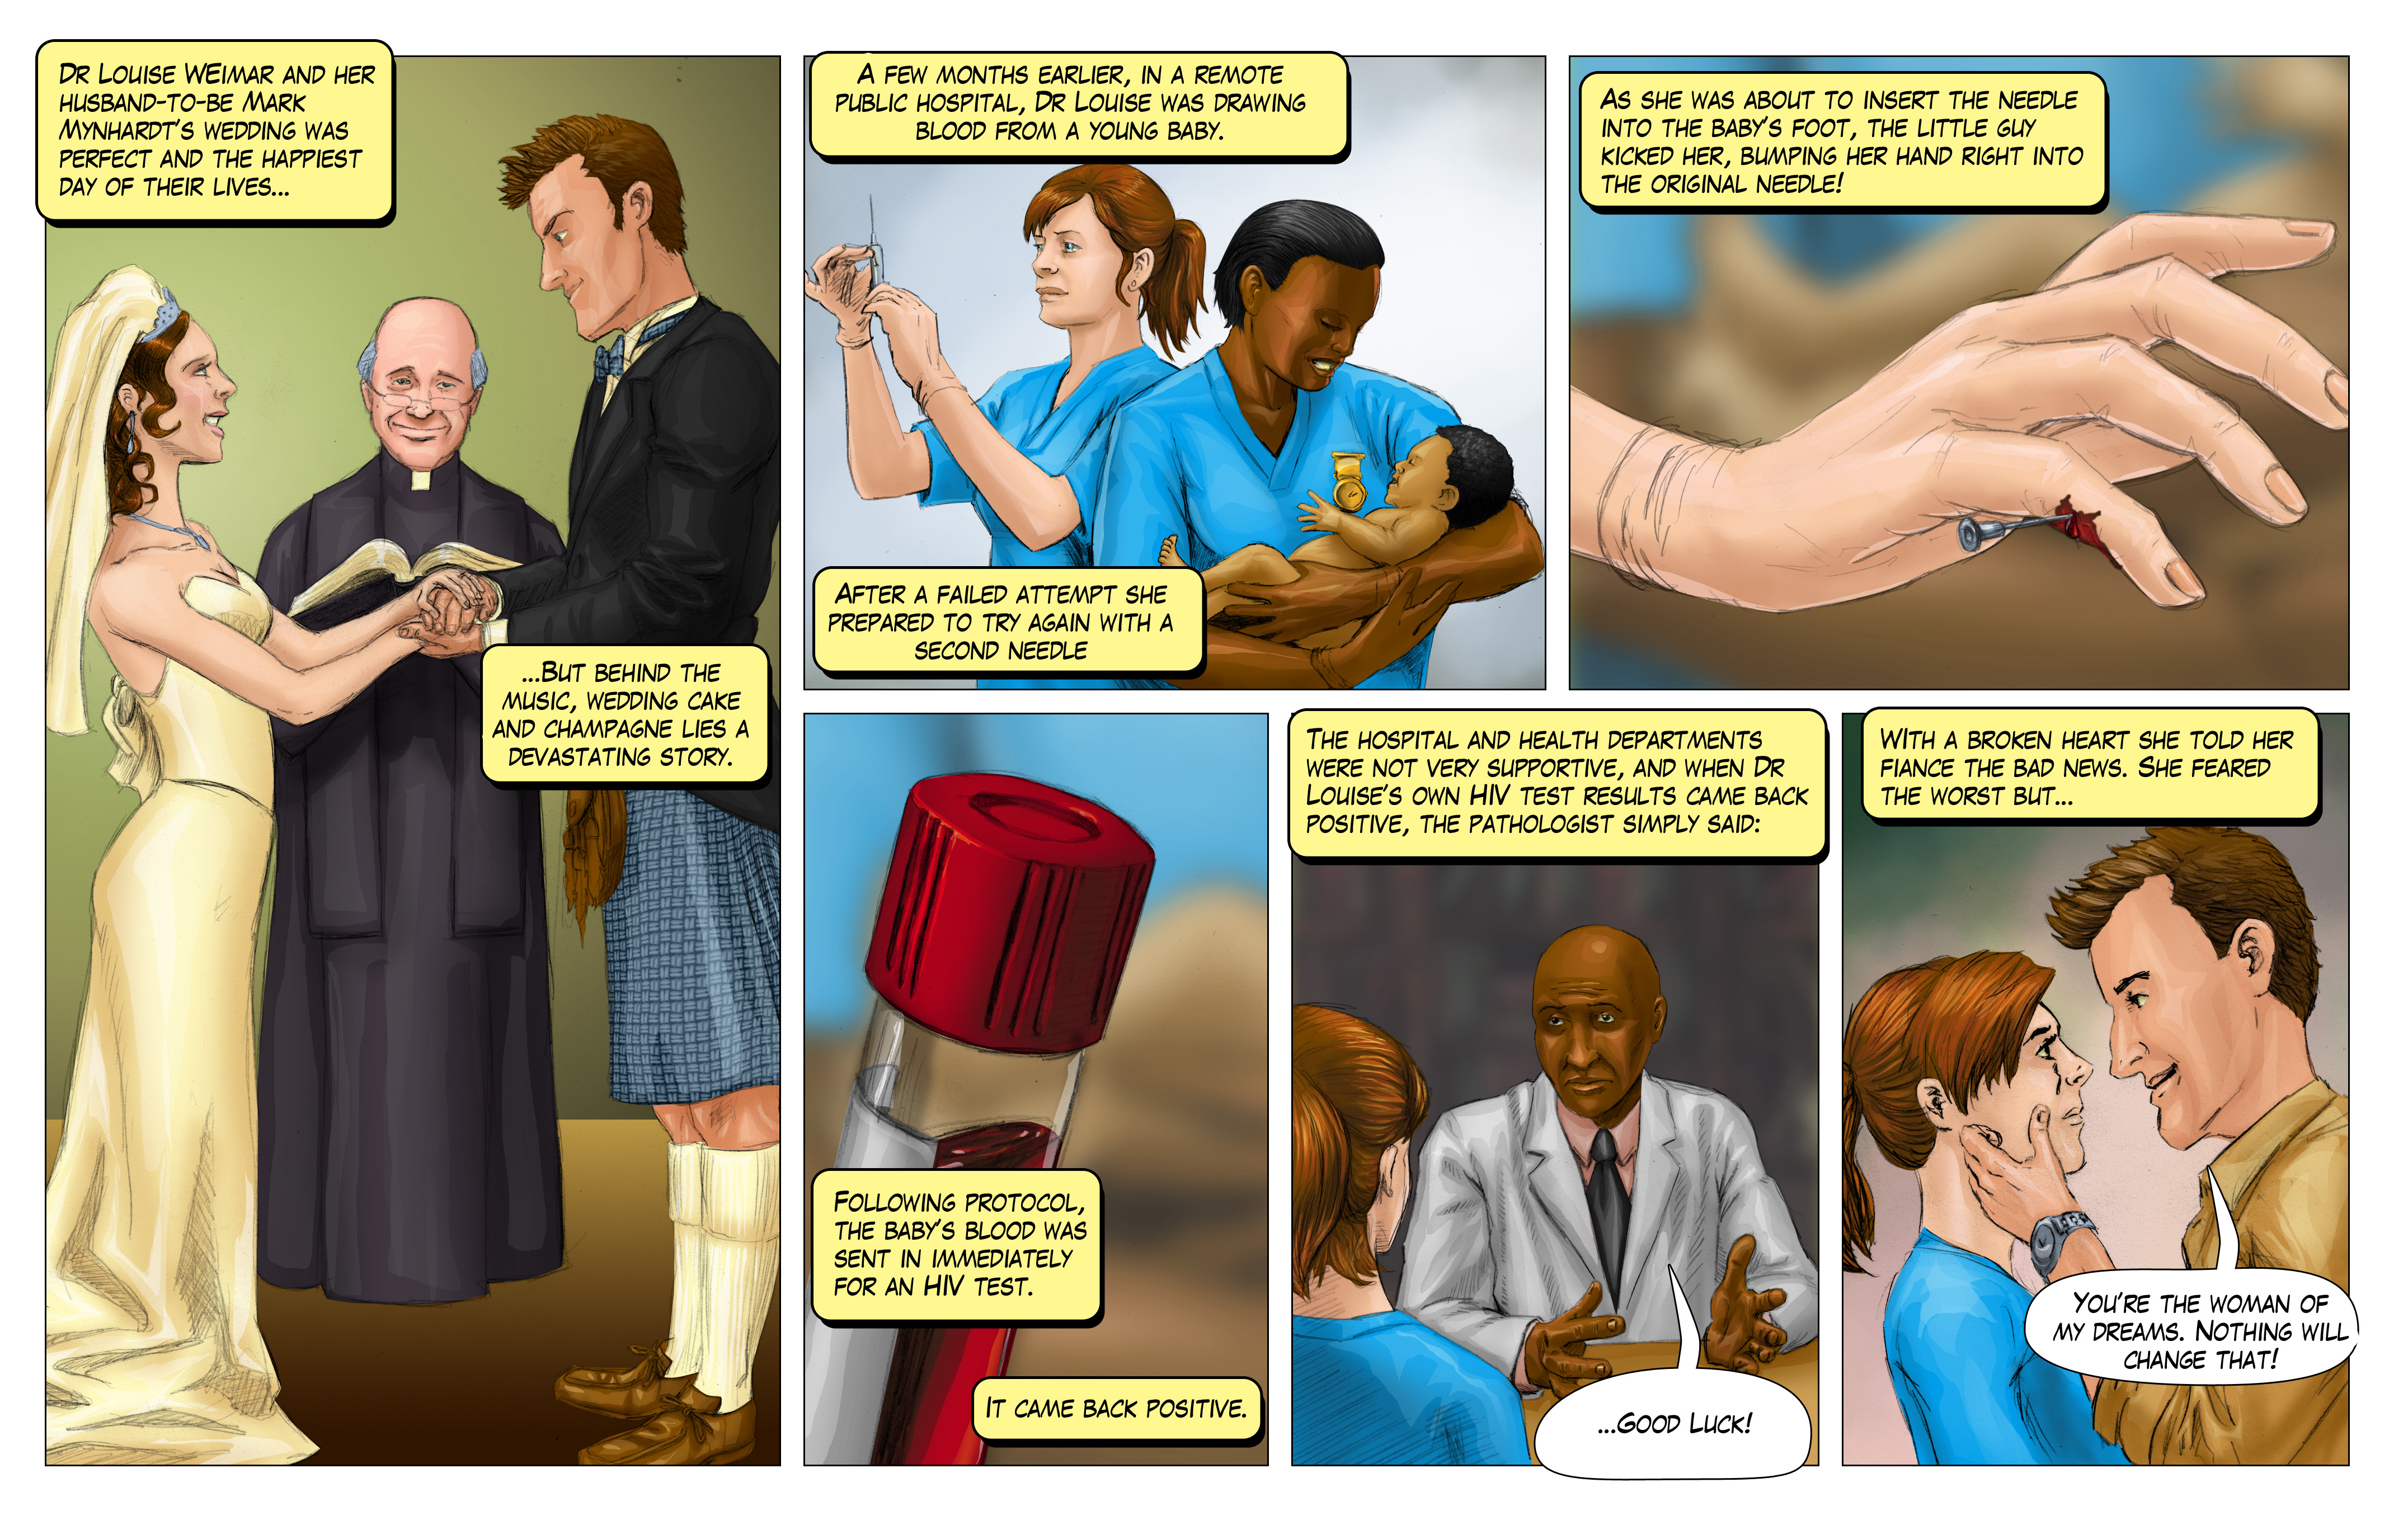 Dr Louise WEimar and her
husband-to-be Mark
Mynhardt's wedding was
perfect and the happiest
day of their lives...
...But behind the
music, wedding cake
and champagne lies a
devastating story.
A few months earlier, in a remote
public hospital, Dr Louise was drawing
blood from a young baby.
After a failed attempt she
prepared to try again with a
second needle
As she was about to insert the needle
into the baby's foot, the little guy
kicked her, bumping her hand right into
the original needle!
Following protocol,
the baby's blood was
sent in immediately
for an HIV test.
It came back positive.
The hospital and health departments
were not very supportive, and when Dr
Louise's own HIV test results came back
positive, the pathologist simply said:
...Good Luck!
With a broken heart she told her
fiance the bad news. She feared
the worst but...
You're the woman of
my dreams. Nothing will
change that!